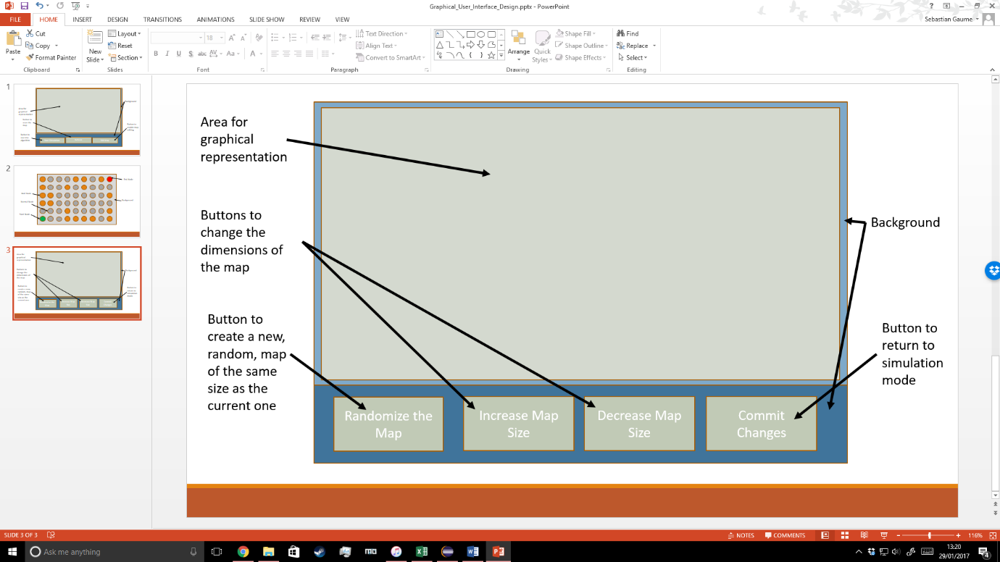 Graphical_User_Interface_Design.pptx - PowerPoint
FILE HOME INSERT DESIGN TRANSITIONS ANIMATIONS SLIDE SHOW REVIEW VIEW
Sebastian Gaume
Paste
Cut
Copy
Format Painter
Clipboard
New
Slide
Layout
Reset
Section
Slides
18
Font
Text Direction
Align Text
Convert to SmartArt
Paragraph
Arrange
Quick
Styles
Shape Fill
Shape Outline
Shape Effects
Drawing
Find
Replace
Select
Editing
1
2
3
Area for
graphical
representation
Buttons to
change the
dimensions of
the map
Button to
create a new,
random, map
of the same
size as the
current one
Background
Button to
return to
simulation
mode
Randomize the
Map
Increase Map
Size
Decrease Map
Size
Commit
Changes
SLIDE 3 OF 3
NOTES
COMMENTS
116%
Ask me anything
13:20
29/01/2017